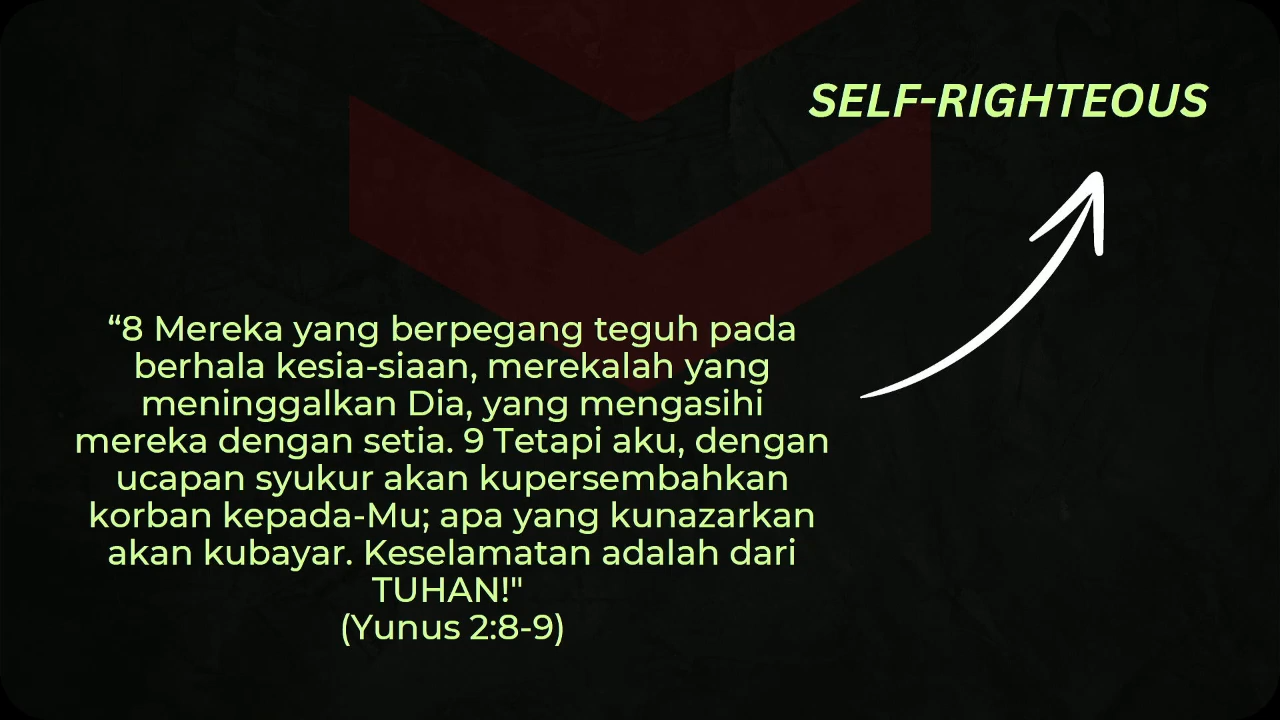 SELF-RIGHTEOUS
“8 Mereka yang berpegang teguh pada
berhala kesia-siaan, merekalah yang
meninggalkan Dia, yang mengasihi
mereka dengan setia. 9 Tetapi aku, dengan
ucapan syukur akan kupersembahkan
korban kepada-Mu; apa yang kunazarkan
akan kubayar. Keselamatan adalah dari
TUHAN!"
(Yunus 2:8-9)